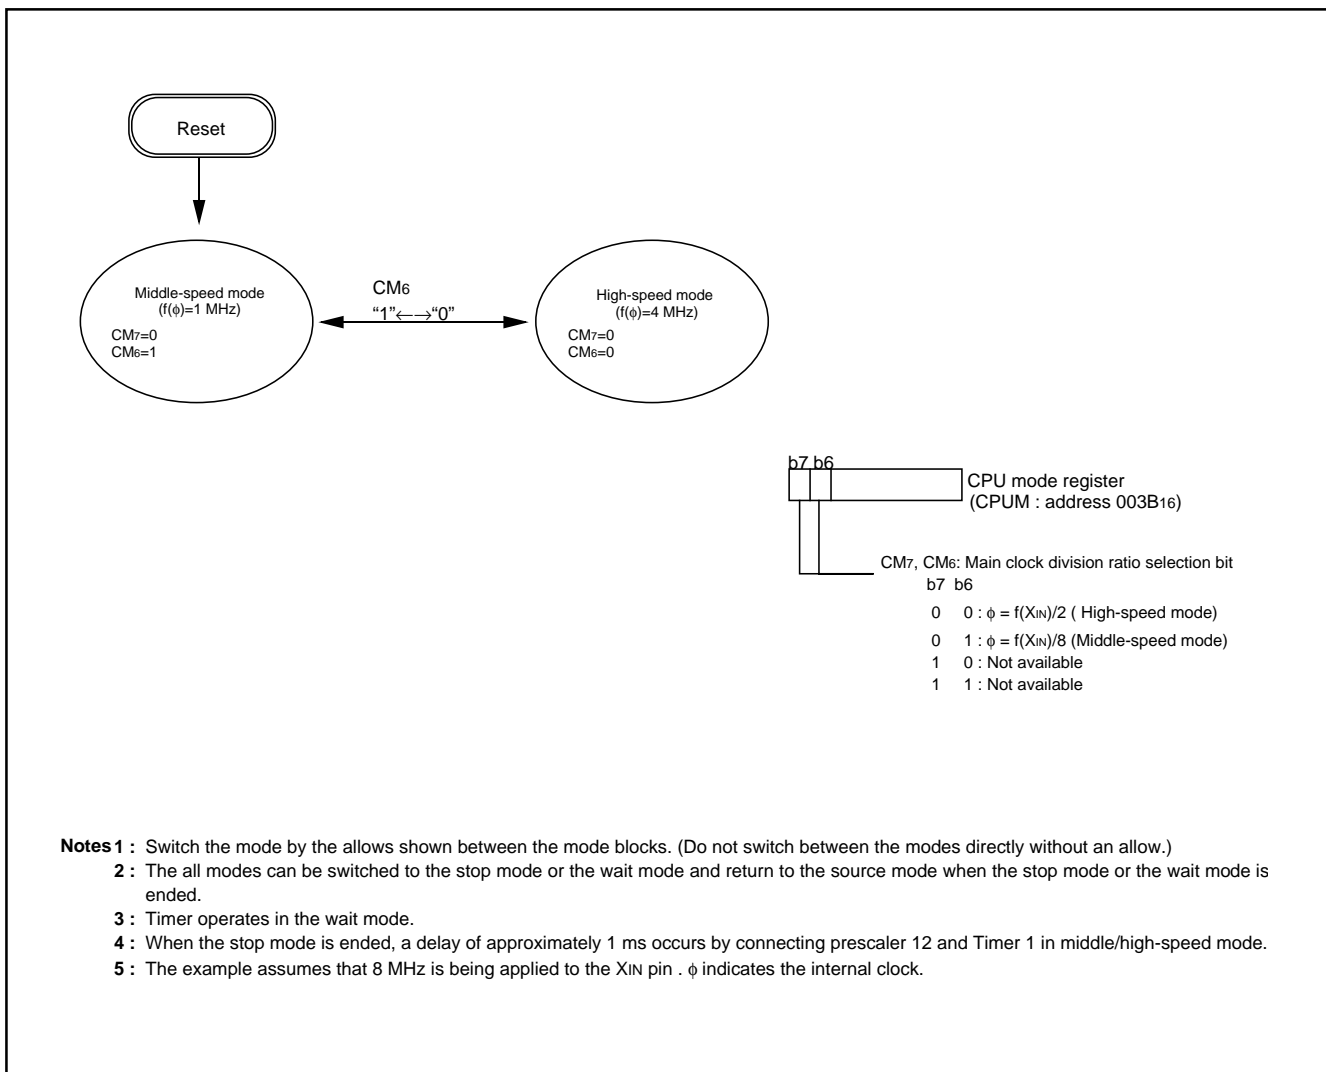 Reset
Middle-speed mode
(f(ϕ)=1 MHz)
CM7=0
CM6=1
CM6
“1”←→“0”
High-speed mode
(f(ϕ)=4 MHz)
CM7=0
CM6=0
b7 b6
CPU mode register
(CPUM : address 003B16)
CM7, CM6: Main clock division ratio selection bit
b7 b6
0 0 : ϕ = f(XIN)/2 ( High-speed mode)
0 1 : ϕ = f(XIN)/8 (Middle-speed mode)
1 0 : Not available
1 1 : Not available
Notes 1 : Switch the mode by the allows shown between the mode blocks. (Do not switch between the modes directly without an allow.)
2 : The all modes can be switched to the stop mode or the wait mode and return to the source mode when the stop mode or the wait mode is
ended.
3 : Timer operates in the wait mode.
4 : When the stop mode is ended, a delay of approximately 1 ms occurs by connecting prescaler 12 and Timer 1 in middle/high-speed mode.
5 : The example assumes that 8 MHz is being applied to the XIN pin . ϕ indicates the internal clock.